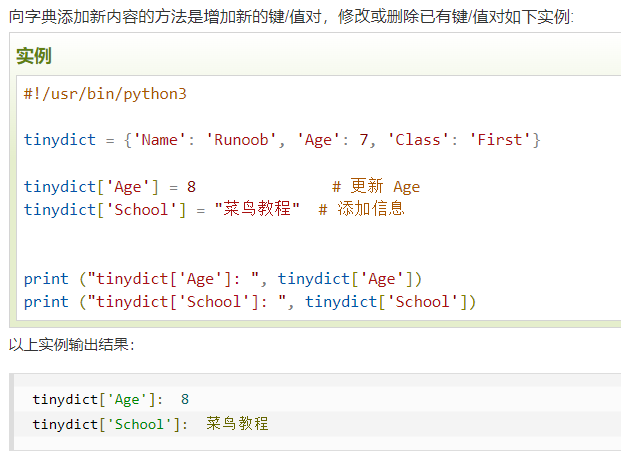 向字典添加新内容的方法是增加新的键/值对，修改或删除已有键/值对如下实例:
实例
#!/usr/bin/python3
tinydict = {'Name': 'Runoob', 'Age': 7, 'Class': 'First'}
tinydict['Age'] = 8               # 更新 Age
tinydict['School'] = "菜鸟教程"  # 添加信息
print ("tinydict['Age']: ", tinydict['Age'])
print ("tinydict['School']: ", tinydict['School'])
以上实例输出结果：
tinydict['Age']:  8
tinydict['School']:  菜鸟教程